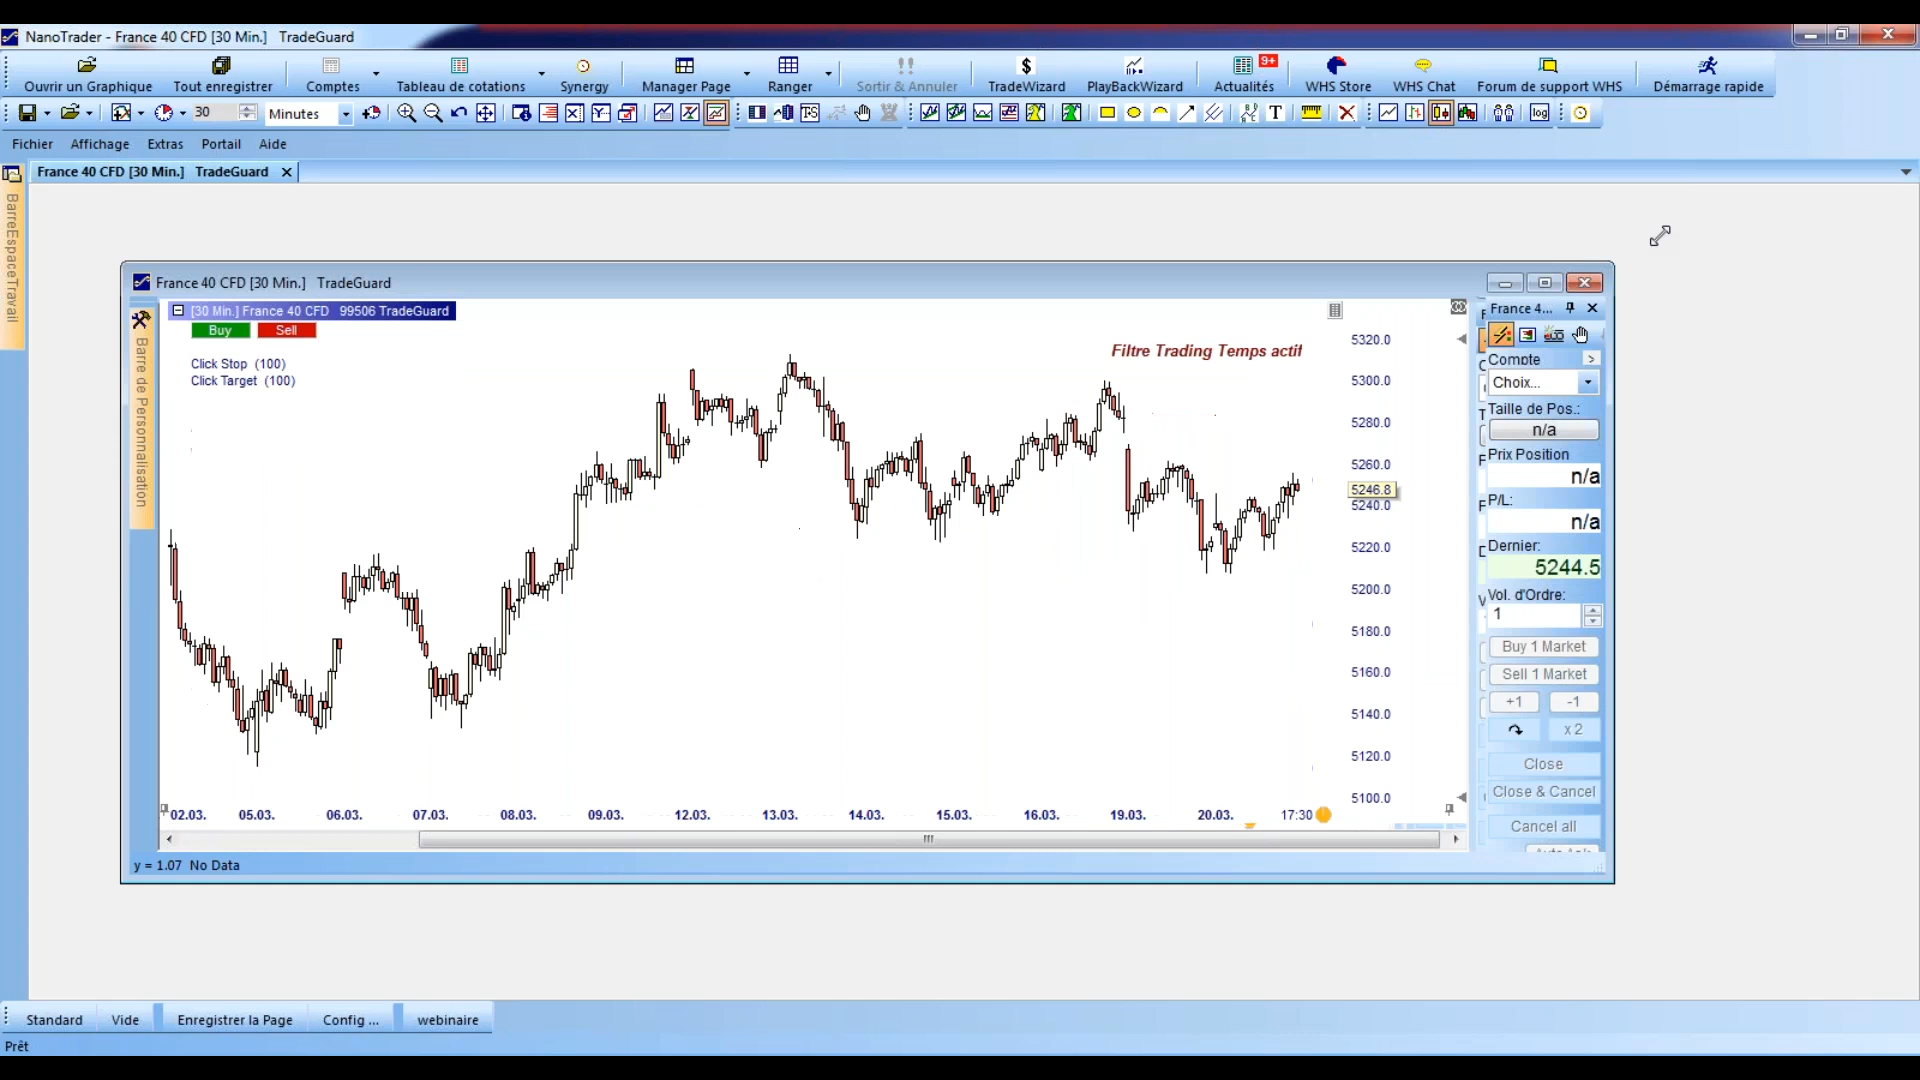 NanoTrader - France 40 CFD [30 Min.]   TradeGuard
Ouvrir un Graphique
Tout enregistrer
Comptes
Tableau de cotations
Synergy
Manager Page
Ranger
Sortir & Annuler
$
TradeWizard
PlayBackWizard
9+
Actualités
WHS Store
WHS Chat
Forum de support WHS
Démarrage rapide
30
Minutes
TS
T
log
Fichier
Affichage
Extras
Portail
Aide
France 40 CFD [30 Min.]   TradeGuard
BarreEspaceTravail
France 40 CFD [30 Min.]   TradeGuard
Barre de Personnalisation
[30 Min.] France 40 CFD   99506 TradeGuard
Buy
Sell
Click Stop  (100)
Click Target  (100)
Filtre Trading Temps actif
5320.0
5300.0
5280.0
5260.0
5246.8
5240.0
5220.0
5200.0
5180.0
5160.0
5140.0
5120.0
5100.0
02.03.
05.03.
06.03.
07.03.
08.03.
09.03.
12.03.
13.03.
14.03.
15.03.
16.03.
19.03.
20.03.
17:30
y = 1.07  No Data
France 4...
Compte
>
Choix...
Taille de Pos.:
n/a
Prix Position
n/a
P/L:
n/a
Dernier:
5244.5
Vol. d'Ordre:
1
Buy 1 Market
Sell 1 Market
+1
-1
x 2
Close
Close & Cancel
Cancel all
Standard
Vide
Enregistrer la Page
Config ...
webinaire
Prêt